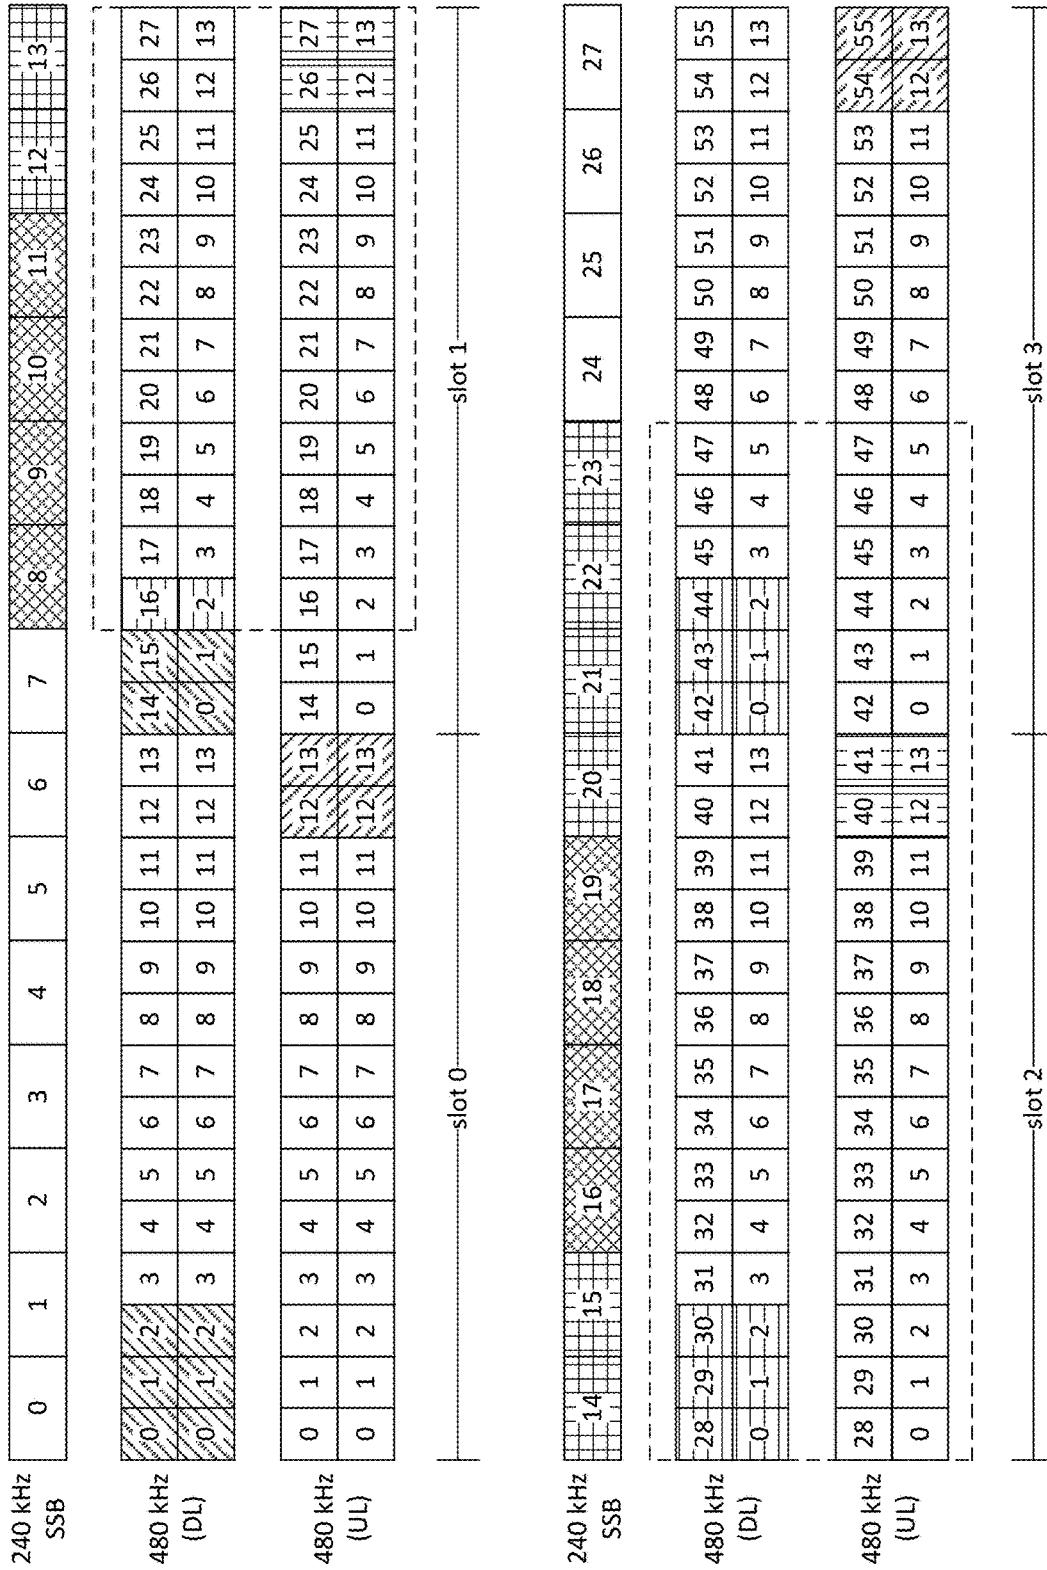 240 kHz SSB 0 1 2 3 4 5 6 7 8 9 10 11 12 13
480 kHz (DL) 0 1 2 3 4 5 6 7 8 9 10 11 12 13 14 15 16 17 18 19 20 21 22 23 24 25 26 27
0 1 2 3 4 5 6 7 8 9 10 11 12 13 0 1 2 3 4 5 6 7 8 9 10 11 12 13
480 kHz (UL) 0 1 2 3 4 5 6 7 8 9 10 11 12 13 14 15 16 17 18 19 20 21 22 23 24 25 26 27
0 1 2 3 4 5 6 7 8 9 10 11 12 13 0 1 2 3 4 5 6 7 8 9 10 11 12 13
slot 0 slot 1
240 kHz SSB 14 15 16 17 18 19 20 21 22 23 24 25 26 27
480 kHz (DL) 28 29 30 31 32 33 34 35 36 37 38 39 40 41 42 43 44 45 46 47 48 49 50 51 52 53 54 55
0 1 2 3 4 5 6 7 8 9 10 11 12 13 0 1 2 3 4 5 6 7 8 9 10 11 12 13
480 kHz (UL) 28 29 30 31 32 33 34 35 36 37 38 39 40 41 42 43 44 45 46 47 48 49 50 51 52 53 54 55
0 1 2 3 4 5 6 7 8 9 10 11 12 13 0 1 2 3 4 5 6 7 8 9 10 11 12 13
slot 2 slot 3